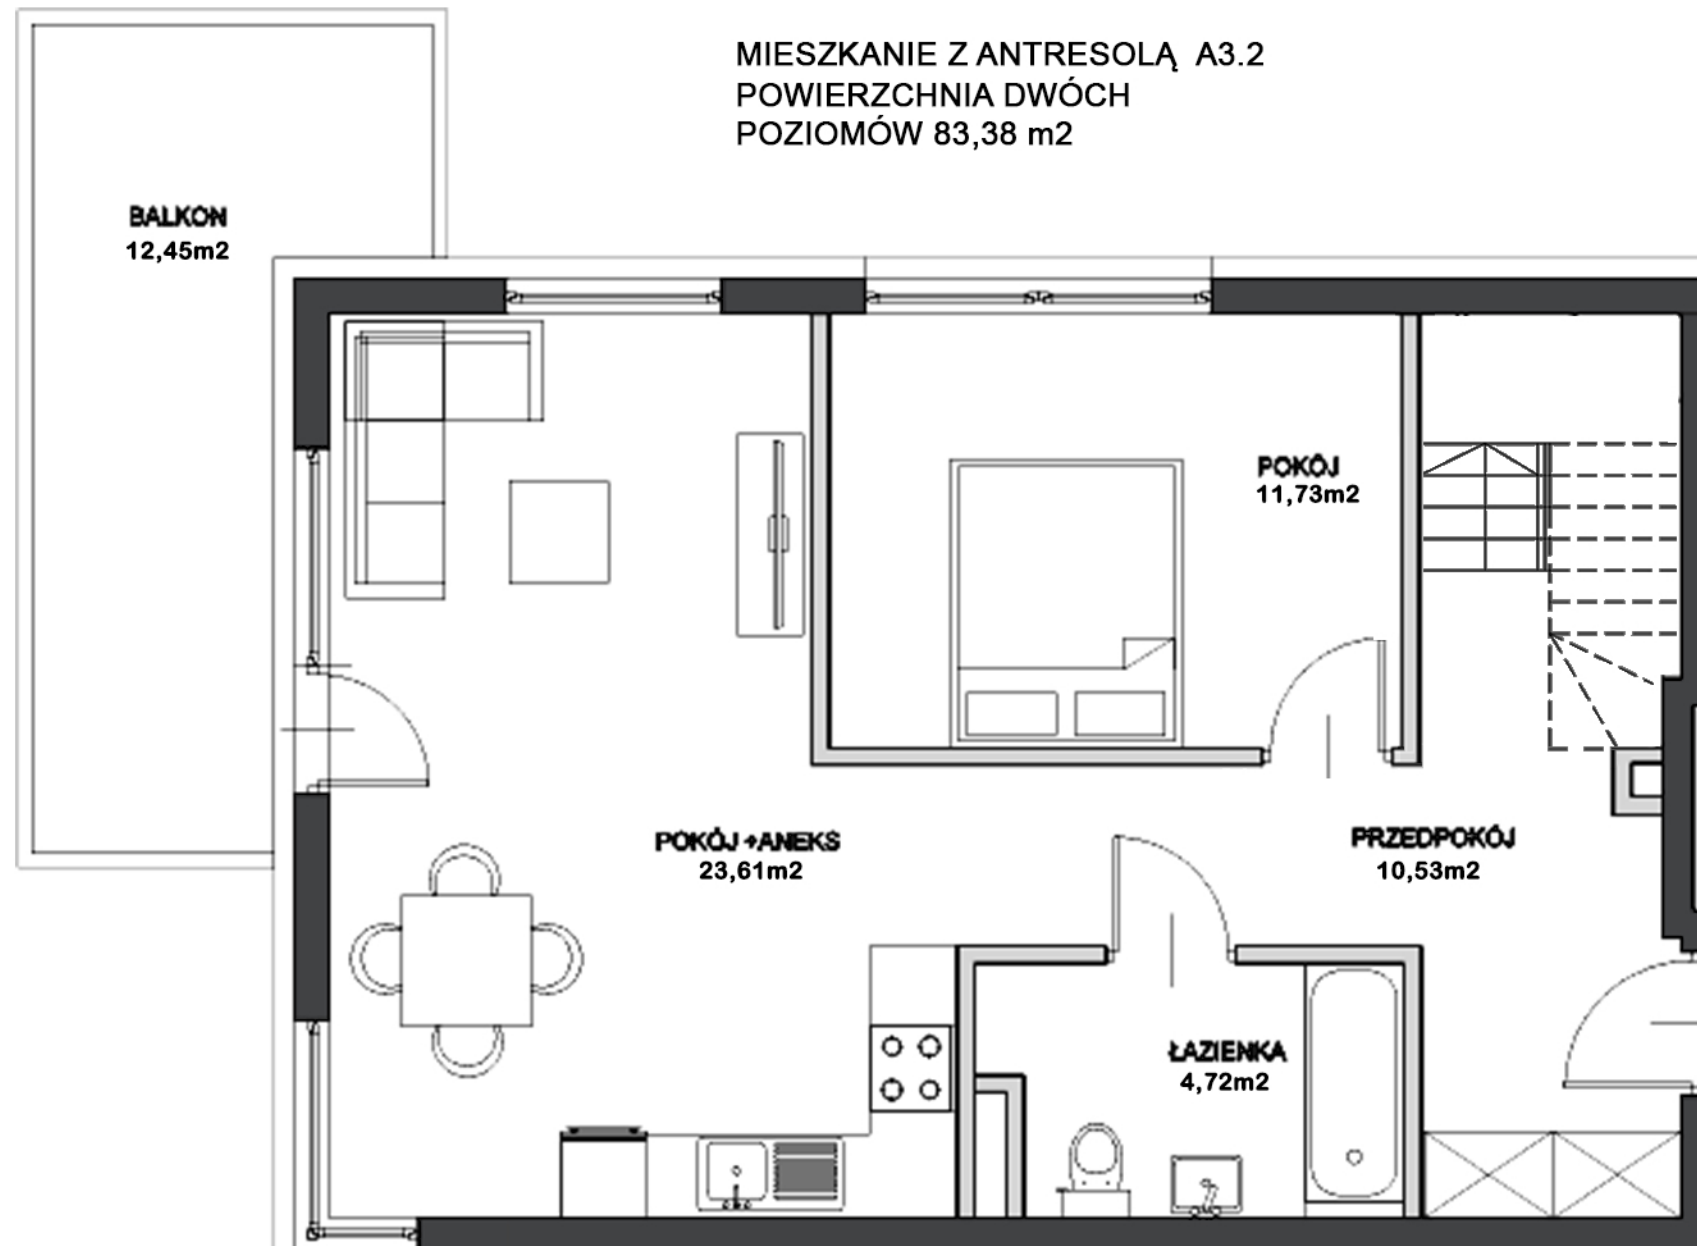 MIESZKANIE Z ANTRESOLĄ A3.2
POWIERZCHNIA DWÓCH
POZIOMÓW 83,38 m2
BALKON
12,45m2
POKÓJ
11,73m2
POKÓJ +ANEKS
23,61m2
PRZEDPOKÓJ
10,53m2
ŁAZIENKA
4,72m2